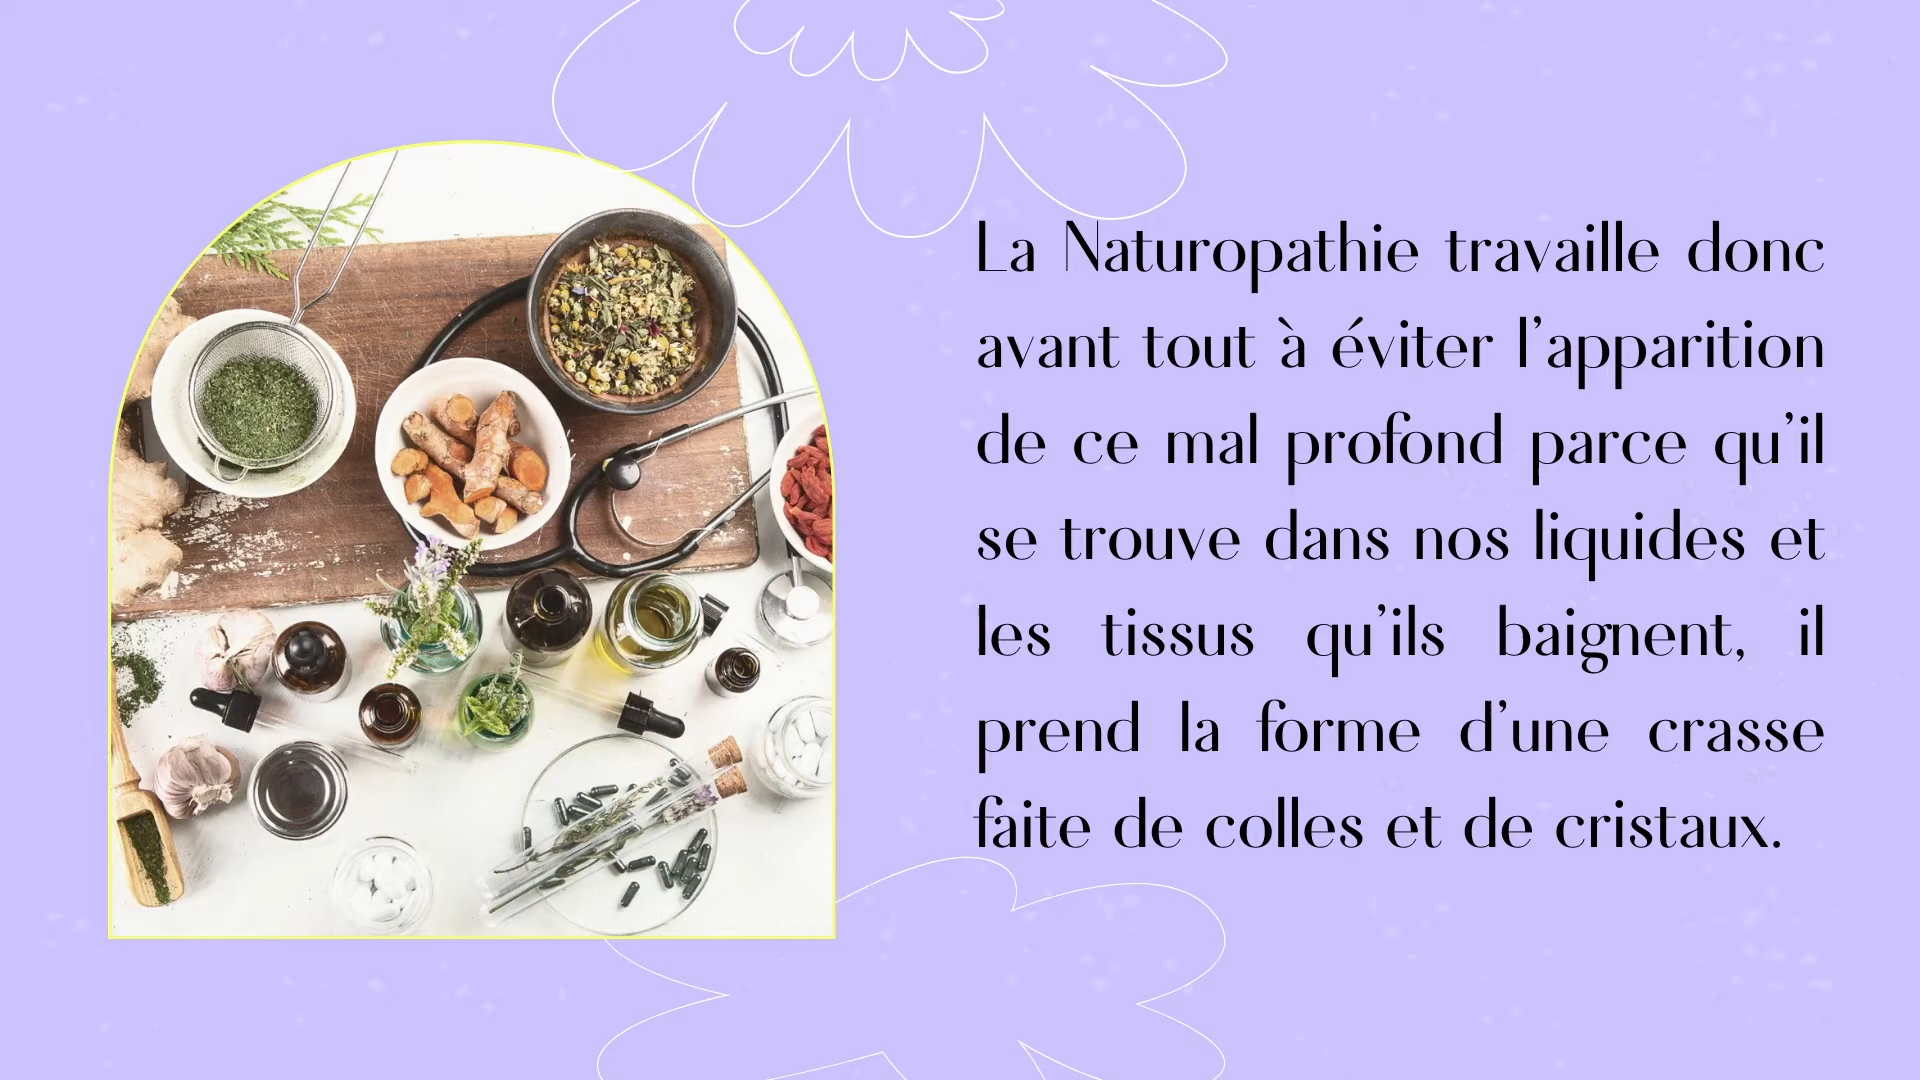 La Naturopathie travaille donc
avant tout à éviter l’apparition
de ce mal profond parce qu’il
se trouve dans nos liquides et
les tissus qu’ils baignent, il
prend la forme d’une crasse
faite de colles et de cristaux.